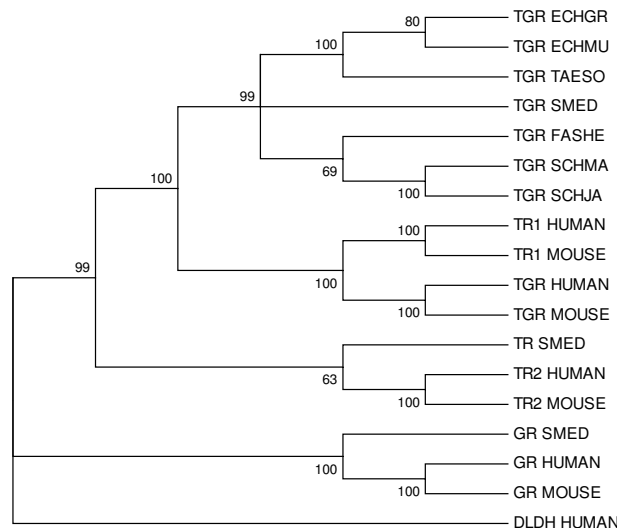 80
TGR ECHGR
TGR ECHMU
100
TGR TAESO
99
TGR SMED
TGR FASHE
69
TGR SCHMA
100
TGR SCHJA
100
100
TR1 HUMAN
TR1 MOUSE
100
TGR HUMAN
100
TGR MOUSE
99
TR SMED
63
TR2 HUMAN
100
TR2 MOUSE
GR SMED
100
GR HUMAN
100
GR MOUSE
DLDH HUMAN